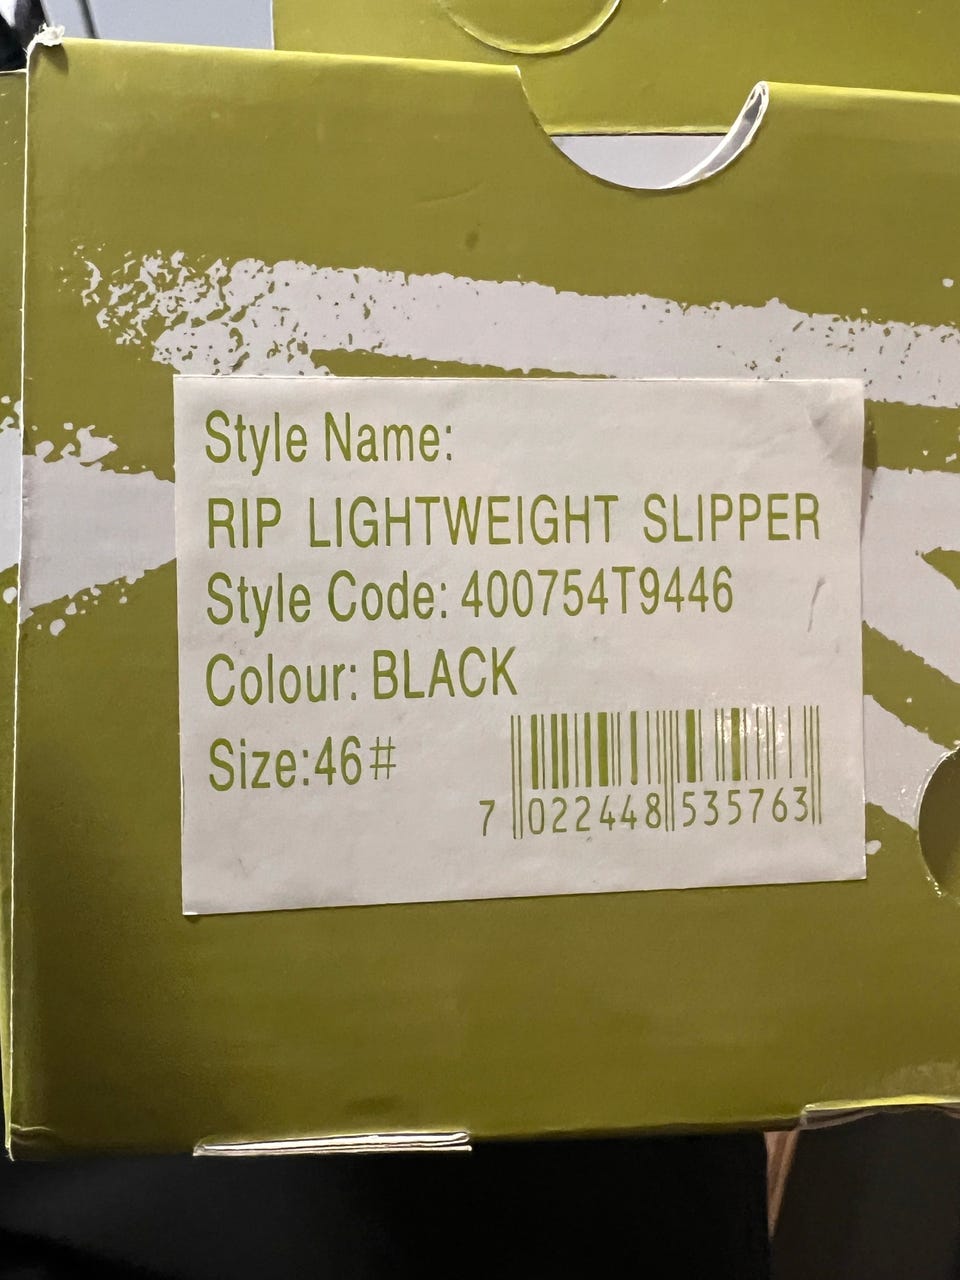 Style Name:
RIP LIGHTWEIGHT SLIPPER
Style Code: 400754T9446
Colour: BLACK
Size:46#
7 022448 535763